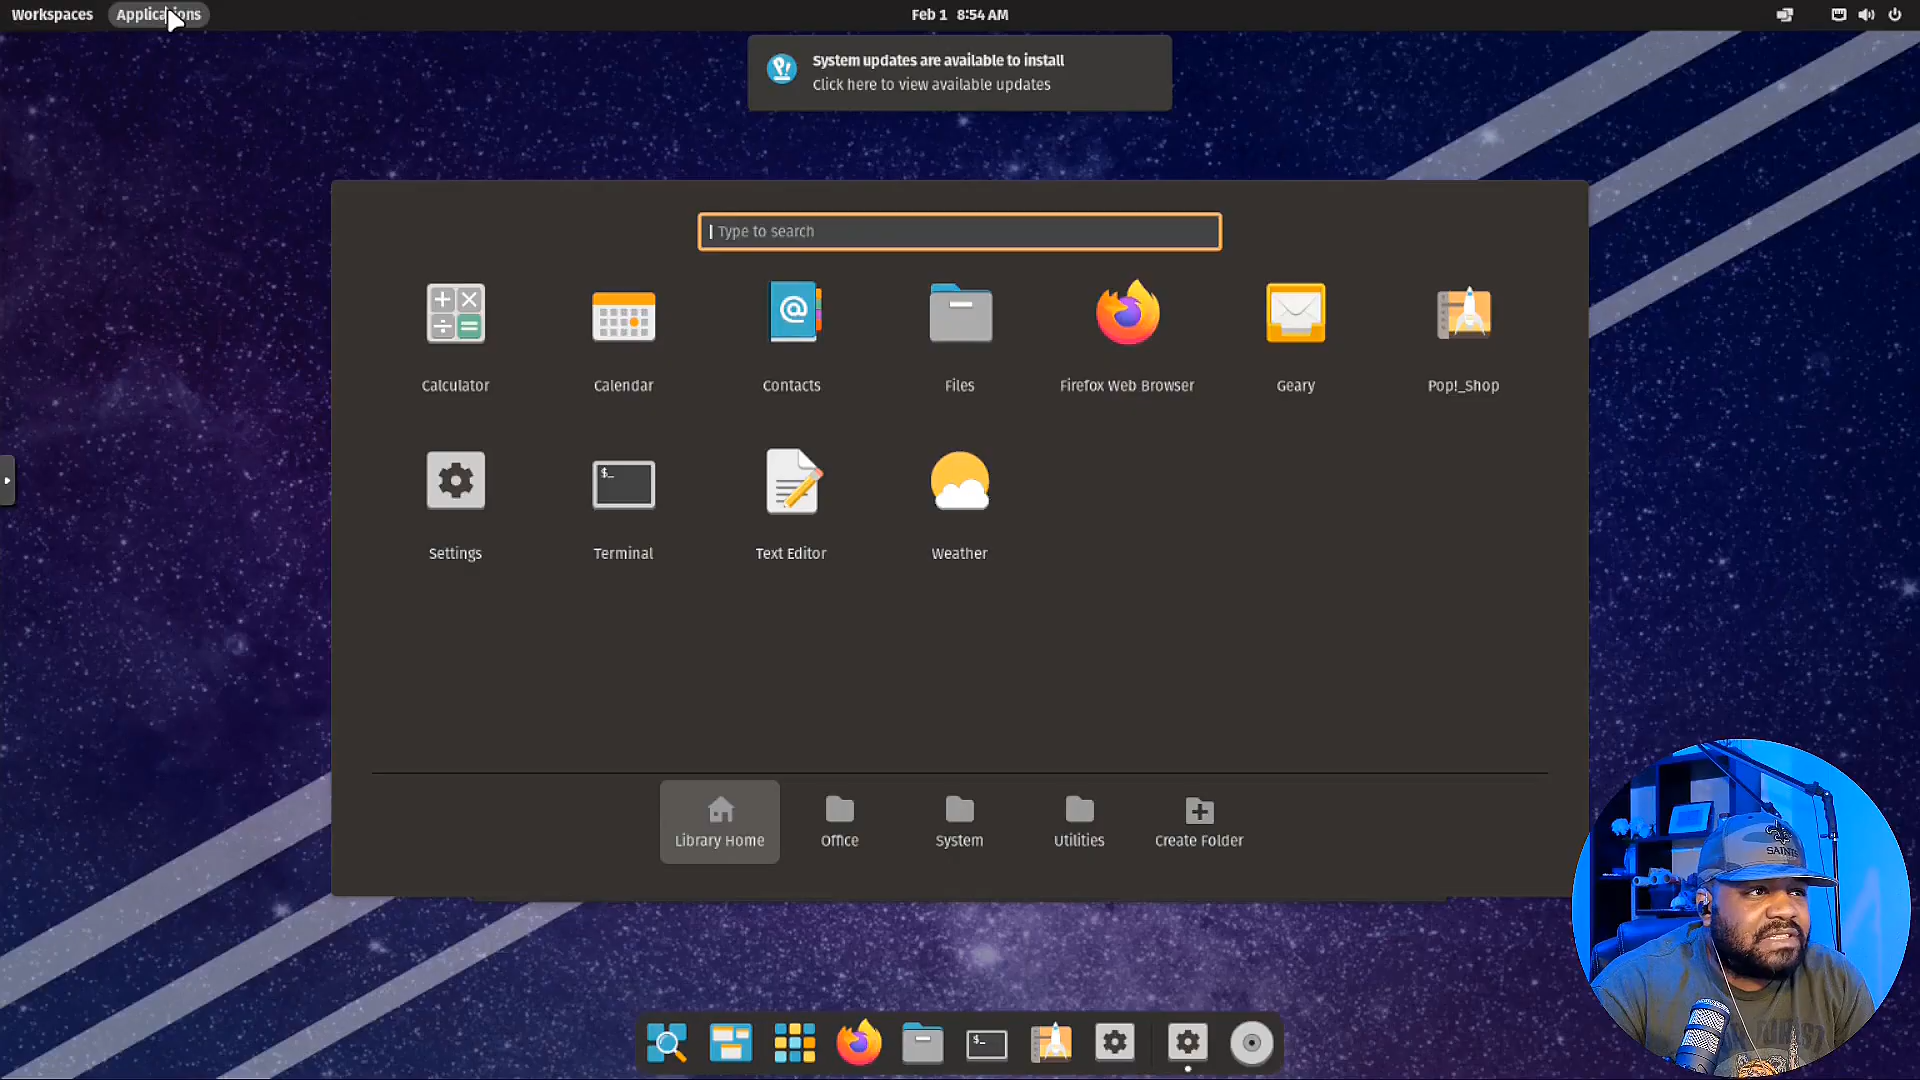 Workspaces Applications Feb 1 8:54 AM
System updates are available to install
Click here to view available updates
Type to search
Calculator Calendar Contacts Files Firefox Web Browser Geary Pop!_Shop
$_
Settings Terminal Text Editor Weather
Library Home Office System Utilities Create Folder
SAINTS
$_